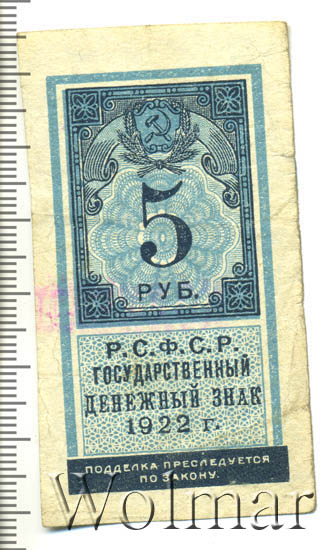 5
РУБ.
Р.С.Ф.С.Р.
ГОСУДАРСТВЕННЫЙ
ДЕНЕЖНЫЙ ЗНАК
1922 г.
ПОДДЕЛКА ПРЕСЛЕДУЕТСЯ
ПО ЗАКОНУ.
Wolmar